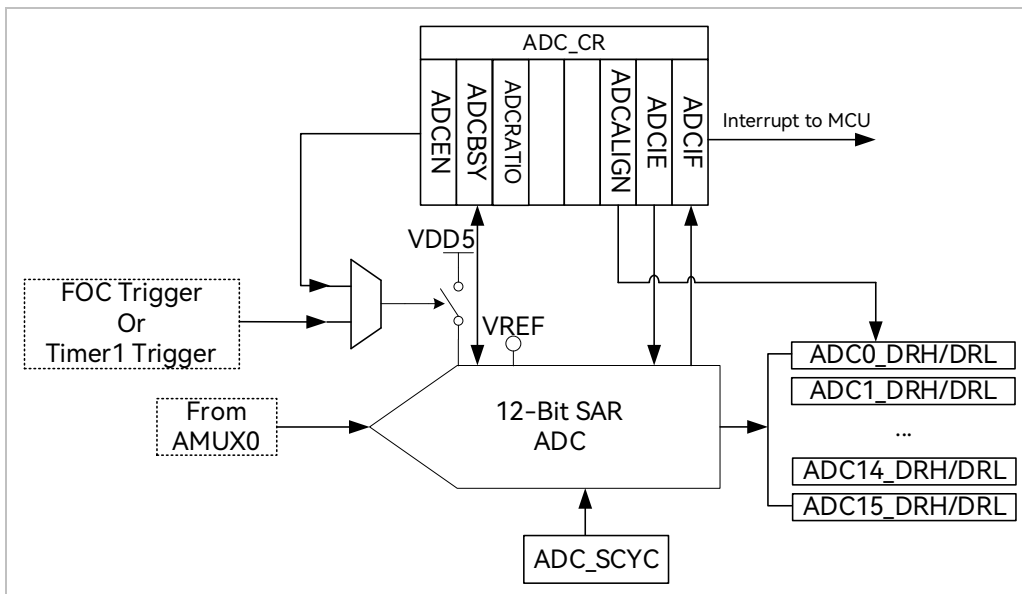 ADC_CR
ADCEN
ADCBSY
ADCRATIO
ADCALIGN
ADCIE
ADCIF
Interrupt to MCU
VDD5
FOC Trigger
Or
Timer1 Trigger
VREF
From
AMUX0
12-Bit SAR
ADC
ADC0_DRH/DRL
ADC1_DRH/DRL
...
ADC14_DRH/DRL
ADC15_DRH/DRL
ADC_SCYC